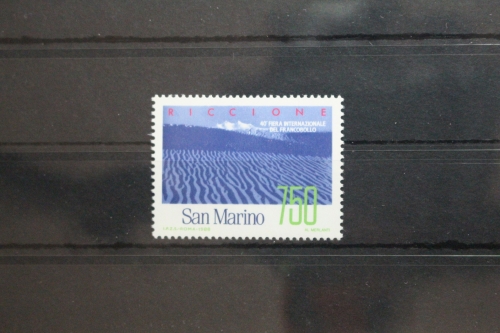 RICCIONE
40ª FIERA INTERNAZIONALE
DEL FRANCOBOLLO
San Marino 750